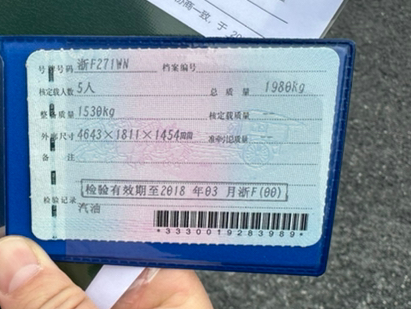 号牌号码 浙F271WN 档案编号
核定载人数 5人 总质量 1980kg
整备质量 1530kg 核定载质量 --
外廓尺寸 4643×1811×1454mm 准牵引总质量 --
备注
检验有效期至2018年03月浙F(00)
检验记录
汽油
*3330019283989*